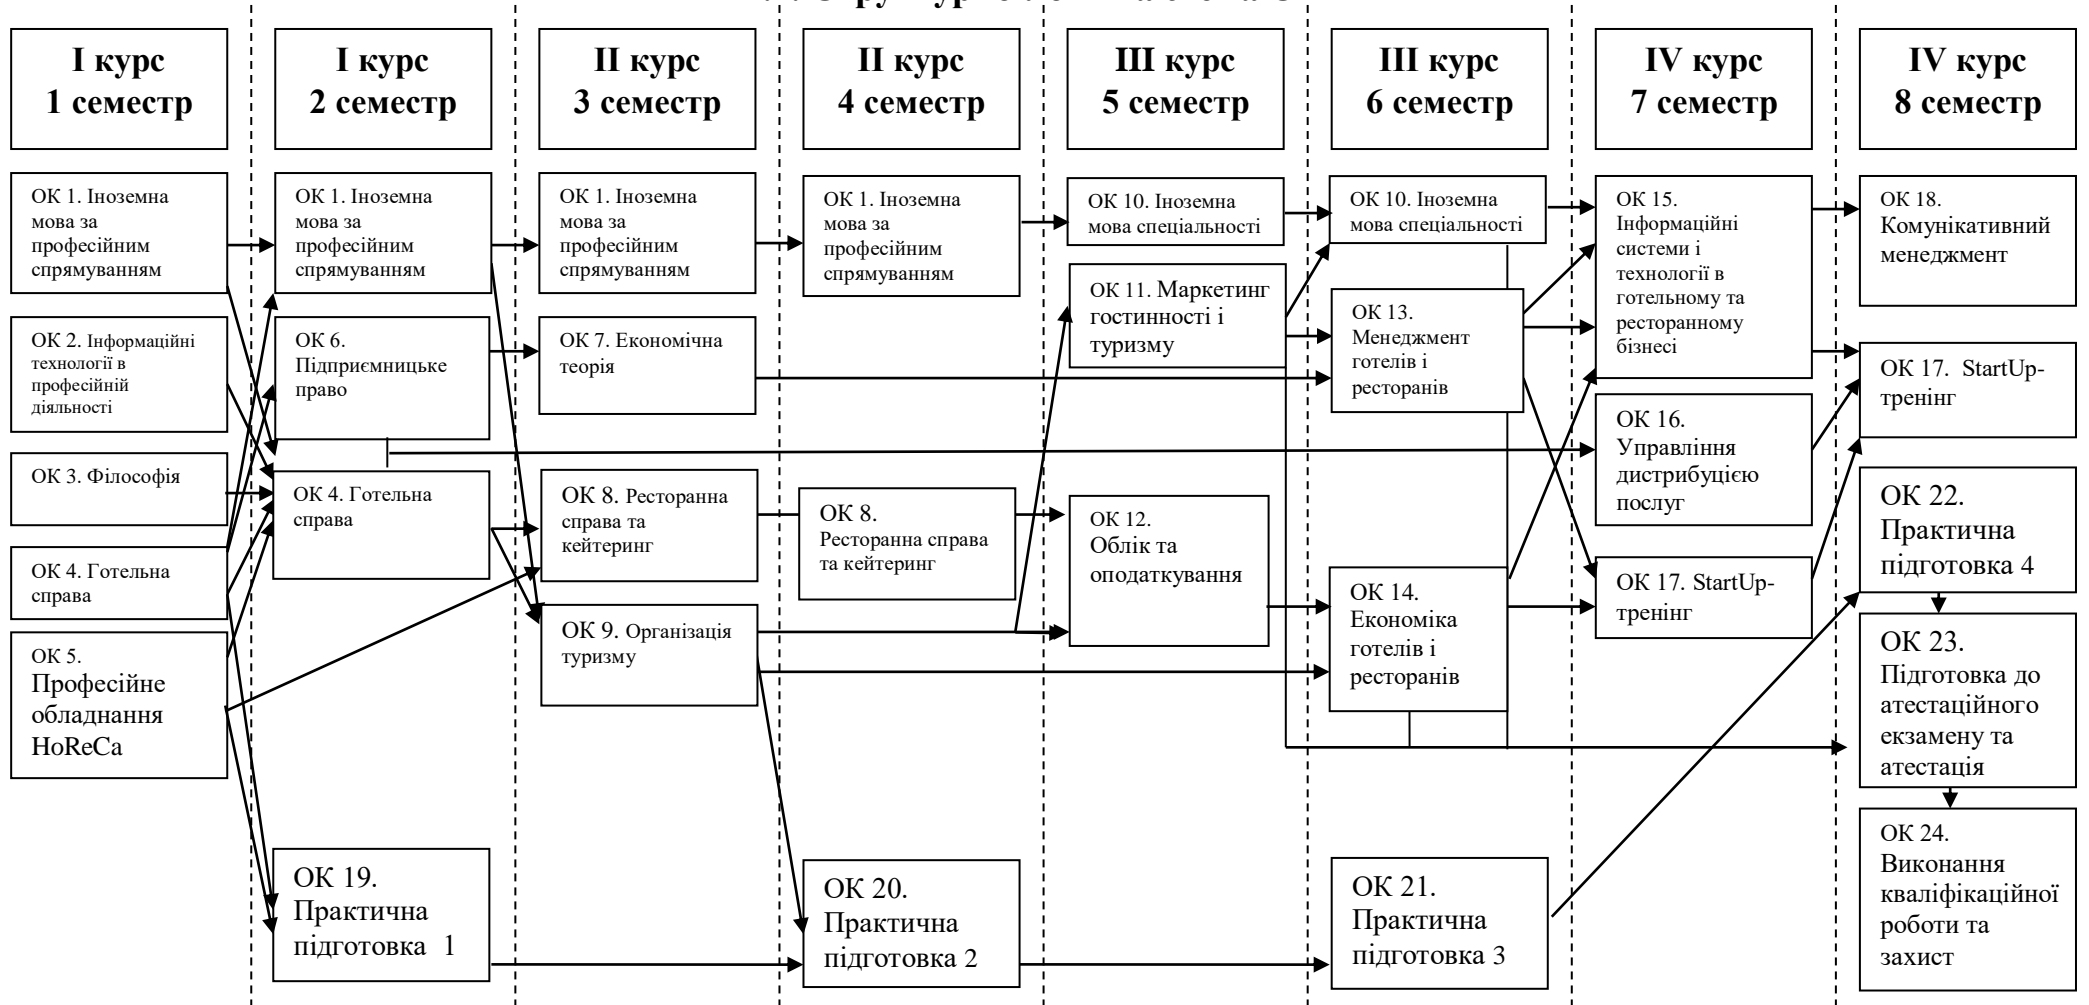 І курс
1 семестр
І курс
2 семестр
ІІ курс
3 семестр
ІІ курс
4 семестр
ІІІ курс
5 семестр
ІІІ курс
6 семестр
IV курс
7 семестр
IV курс
8 семестр
ОК 1. Іноземна
мова за
професійним
спрямуванням
ОК 2. Інформаційні
технології в
професійній
діяльності
ОК 3. Філософія
ОК 4. Готельна
справа
ОК 5.
Професійне
обладнання
HoReCa
ОК 1. Іноземна
мова за
професійним
спрямуванням
ОК 6.
Підприємницьке
право
ОК 4. Готельна
справа
ОК 19.
Практична
підготовка 1
ОК 1. Іноземна
мова за
професійним
спрямуванням
ОК 7. Економічна
теорія
ОК 8. Ресторанна
справа та
кейтеринг
ОК 9. Організація
туризму
ОК 1. Іноземна
мова за
професійним
спрямуванням
ОК 8.
Ресторанна справа
та кейтеринг
ОК 20.
Практична
підготовка 2
ОК 10. Іноземна
мова спеціальності
ОК 11. Маркетинг
гостинності і
туризму
ОК 12.
Облік та
оподаткування
ОК 10. Іноземна
мова спеціальності
ОК 13.
Менеджмент
готелів і
ресторанів
ОК 14.
Економіка
готелів і
ресторанів
ОК 21.
Практична
підготовка 3
ОК 15.
Інформаційні
системи і
технології в
готельному та
ресторанному
бізнесі
ОК 16.
Управління
дистрибуцією
послуг
ОК 17. StartUp-
тренінг
ОК 18.
Комунікативний
менеджмент
ОК 17. StartUp-
тренінг
ОК 22.
Практична
підготовка 4
ОК 23.
Підготовка до
атестаційного
екзамену та
атестація
ОК 24.
Виконання
кваліфікаційної
роботи та
захист